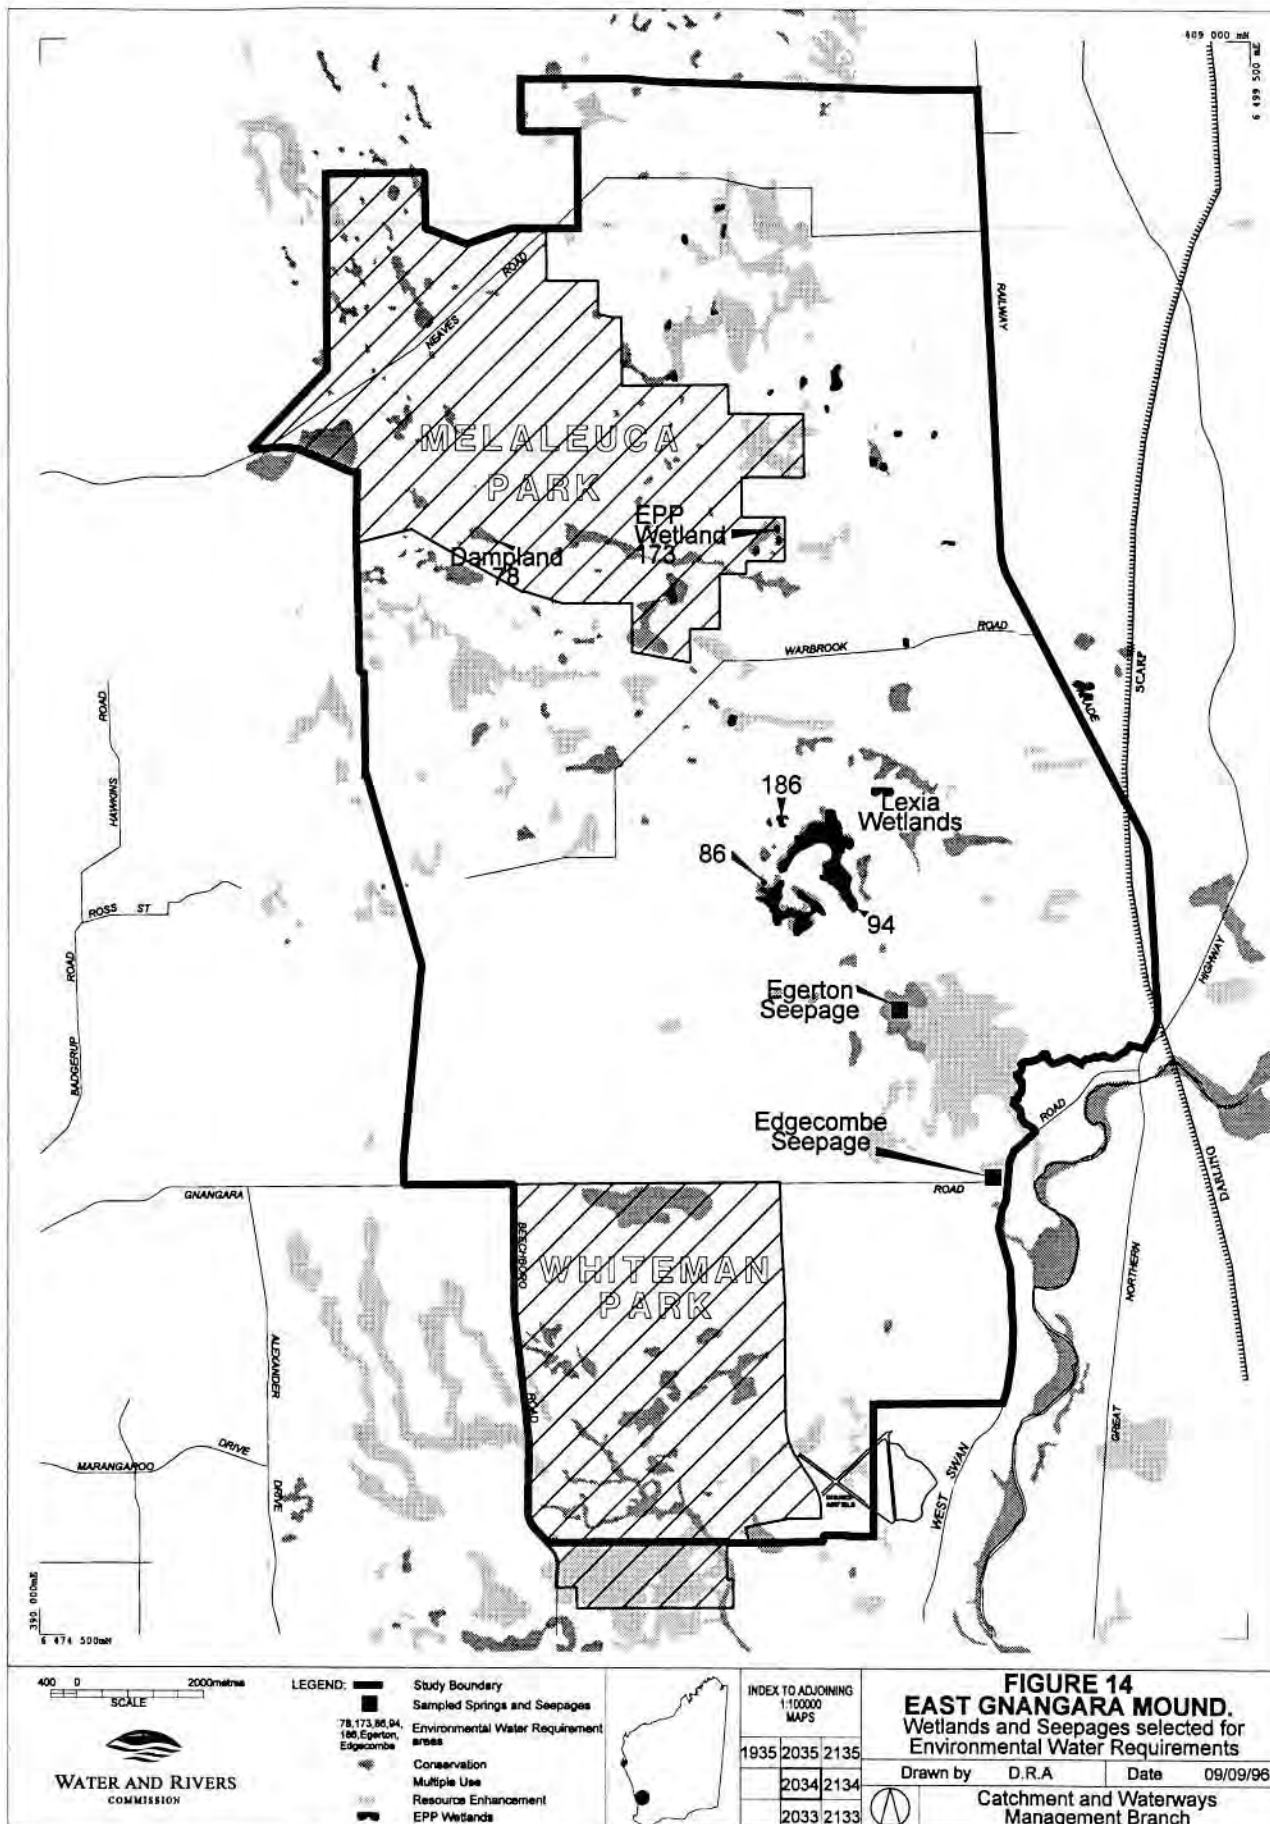 409 000 mN
6 499 500 mE
RAILWAY
NEAVES ROAD
MELALEUCA
PARK
EPP
Wetland
173
Dampland
78
WARBROOK ROAD
SCARP
HAWKINS ROAD
186
Lexia
Wetlands
86
94
ROSS ST
BADGERUP ROAD
HIGHWAY
Egerton
Seepage
ROAD
Edgecombe
Seepage
DARLING
GNANGARA
ROAD
BEECHBORO ROAD
WHITEMAN
PARK
NORTHERN
ALEXANDER DRIVE
GREAT
MARANGAROO DRIVE
WEST SWAN
390 000mE
6 474 500mN
400 0 2000metres
SCALE
WATER AND RIVERS
COMMISSION
LEGEND:
Study Boundary
Sampled Springs and Seepages
78,173,86,94,
186,Egerton,
Edgecombe
Environmental Water Requirement
areas
Conservation
Multiple Use
Resource Enhancement
EPP Wetlands
INDEX TO ADJOINING
1:100000
MAPS
1935 2035 2135
2034 2134
2033 2133
FIGURE 14
EAST GNANGARA MOUND.
Wetlands and Seepages selected for
Environmental Water Requirements
Drawn by D.R.A Date 09/09/96
Catchment and Waterways
Management Branch